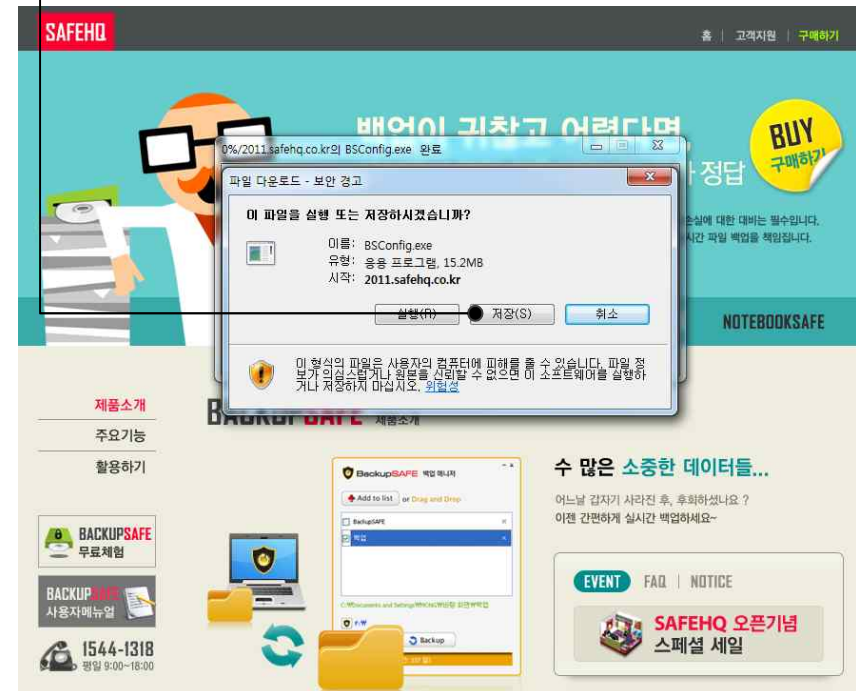 SAFEHQ
홈 | 고객지원 | 구매하기
백업이 귀찮고 어렵다면,
정답
BUY
구매하기
손실에 대한 대비는 필수입니다.
시간 파일 백업을 책임집니다.
NOTEBOOKSAFE
0%/2011.safehq.co.kr의 BSConfig.exe 완료
파일 다운로드 - 보안 경고
이 파일을 실행 또는 저장하시겠습니까?
이름: BSConfig.exe
유형: 응용 프로그램, 15.2MB
시작: 2011.safehq.co.kr
실행(R)
저장(S)
취소
이 형식의 파일은 사용자의 컴퓨터에 피해를 줄 수 있습니다. 파일 정
보가 의심스럽거나 원본을 신뢰할 수 없으면 이 소프트웨어를 실행하
거나 저장하지 마십시오. 위험성
BACKUPSAFE 제품소개
제품소개
주요기능
활용하기
BACKUPSAFE
무료체험
BACKUPSAFE
사용자메뉴얼
1544-1318
평일 9:00~18:00
BackupSAFE 백업 매니저
Add to list or Drag and Drop
BackupSAFE
백업
Backup
수 많은 소중한 데이터들...
어느날 갑자기 사라진 후, 후회하셨나요 ?
이젠 간편하게 실시간 백업하세요~
EVENT FAQ | NOTICE
SAFEHQ 오픈기념
스페셜 세일